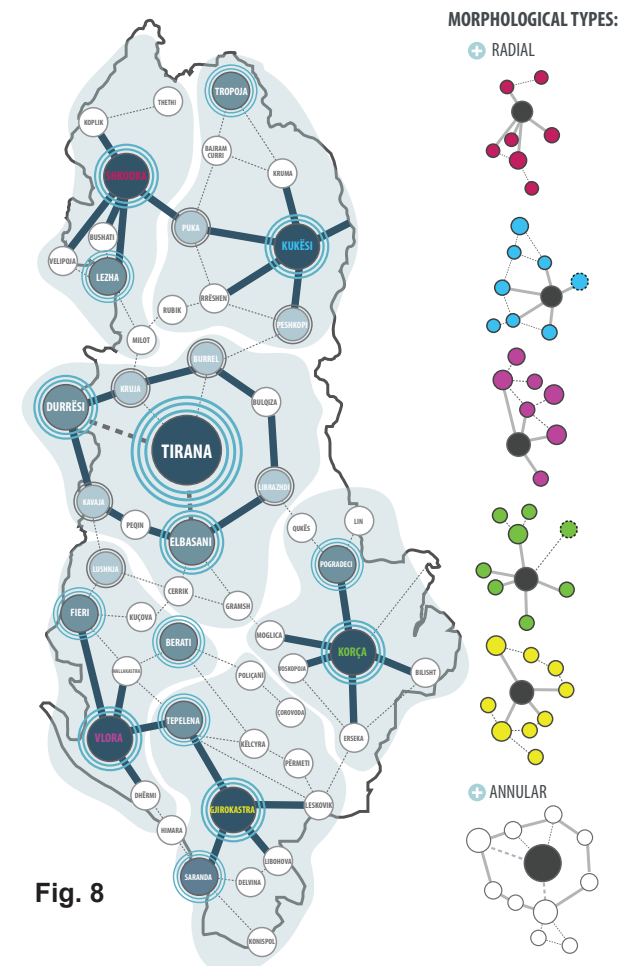 MORPHOLOGICAL TYPES:
RADIAL
TROPOJA
THETHI
KOPLIK
BAJRAM
CURRI
KRUMA
SHKODRA
PUKA
BUSHATI
KUKËSI
VELIPOJA
LEZHA
RRËSHEN
RUBIK
PESHKOPI
MILOT
BURREL
KRUJA
DURRËSI
BULQIZA
TIRANA
LIBRAZHDI
KAVAJA
PEQIN
QUKËS
LIN
ELBASANI
POGRADECI
LUSHNJA
CERRIK
GRAMSH
FIERI
KUÇOVA
MOGLICA
BERATI
KORÇA
VOSKOPOJA
MALLAKASTRA
POLIÇANI
BILISHT
ÇOROVODA
TEPELENA
VLORA
KËLCYRA
ERSEKA
PËRMETI
DHËRMI
GJIROKASTRA
LESKOVIK
ANNULAR
HIMARA
LIBOHOVA
SARANDA
DELVINA
Fig. 8
KONISPOL